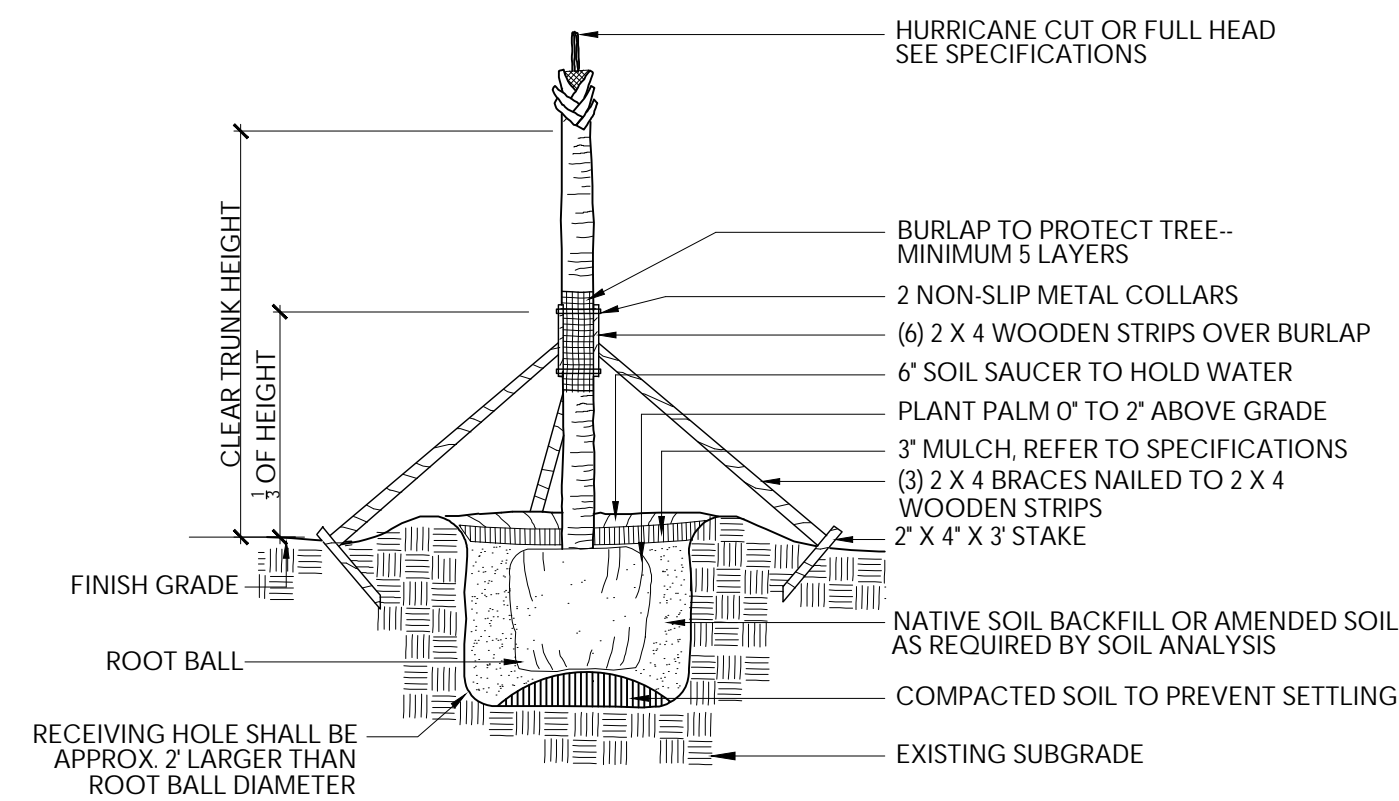 HURRICANE CUT OR FULL HEAD
SEE SPECIFICATIONS
CLEAR TRUNK HEIGHT
1/3 OF HEIGHT
BURLAP TO PROTECT TREE--
MINIMUM 5 LAYERS
2 NON-SLIP METAL COLLARS
(6) 2 X 4 WOODEN STRIPS OVER BURLAP
6" SOIL SAUCER TO HOLD WATER
PLANT PALM 0" TO 2" ABOVE GRADE
3" MULCH, REFER TO SPECIFICATIONS
(3) 2 X 4 BRACES NAILED TO 2 X 4
WOODEN STRIPS
2" X 4" X 3' STAKE
FINISH GRADE
NATIVE SOIL BACKFILL OR AMENDED SOIL
AS REQUIRED BY SOIL ANALYSIS
ROOT BALL
COMPACTED SOIL TO PREVENT SETTLING
RECEIVING HOLE SHALL BE
APPROX. 2' LARGER THAN
ROOT BALL DIAMETER
EXISTING SUBGRADE